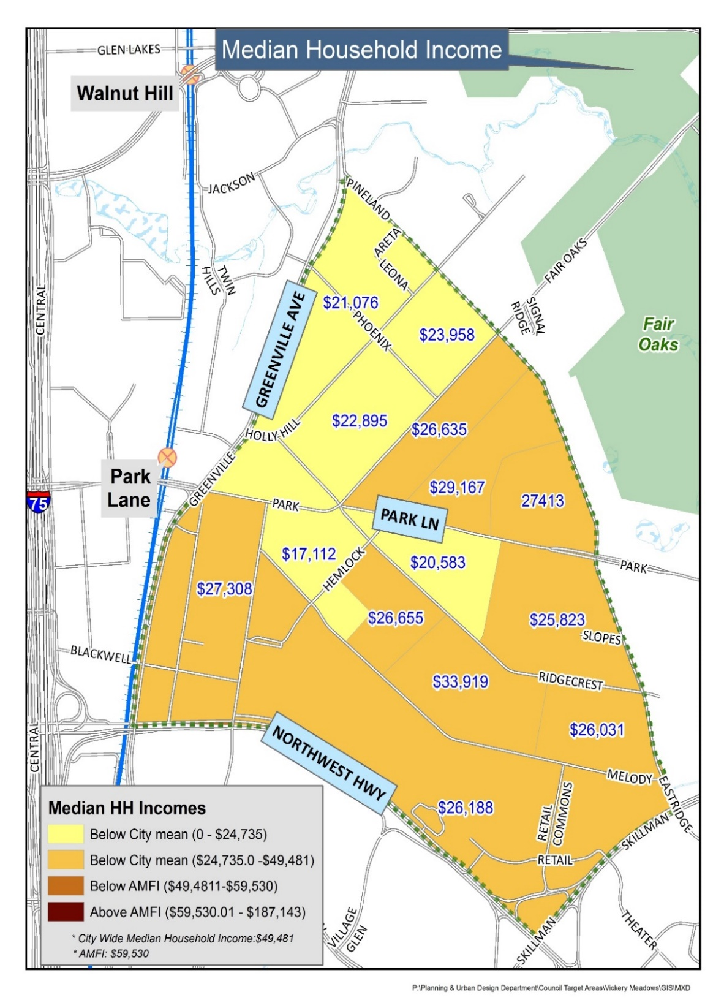 Median Household Income
GLEN LAKES
Walnut Hill
JACKSON
PINELAND
ARETA
LEONA
TWIN
HILLS
FAIR OAKS
SIGNAL
RIDGE
CENTRAL
GREENVILLE AVE
$21,076
PHOENIX
$23,958
Fair
Oaks
HOLLY HILL
$22,895
$26,635
Park
Lane
GREENVILLE
75
PARK
$29,167
27413
PARK LN
$17,112
HEMLOCK
$20,583
PARK
$27,308
$26,655
$25,823
SLOPES
BLACKWELL
$33,919
RIDGECREST
CENTRAL
NORTHWEST HWY
$26,031
MELODY
EASTRIDGE
$26,188
RETAIL
COMMONS
SKILLMAN
RETAIL
Median HH Incomes
Below City mean (0 - $24,735)
Below City mean ($24,735.0 -$49,481)
Below AMFI ($49,4811-$59,530)
Above AMFI ($59,530.01 - $187,143)
* City Wide Median Household Income:$49,481
* AMFI: $59,530
VILLAGE
GLEN
SKILLMAN
THEATER
P:\Planning & Urban Design Department\Council Target Areas\Vickery Meadows\GIS\MXD